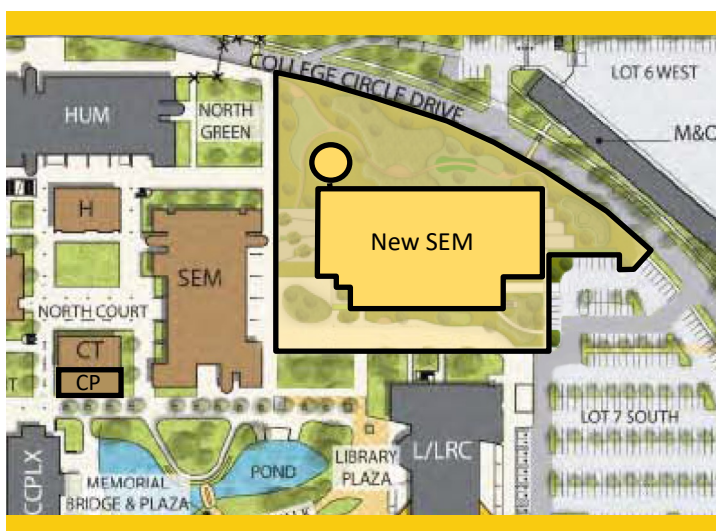 COLLEGE CIRCLE DRIVE
LOT 6 WEST
HUM
NORTH
GREEN
M&O
H
New SEM
SEM
NORTH COURT
CT
CP
LOT 7 SOUTH
L/LRC
LIBRARY
PLAZA
POND
MEMORIAL
BRIDGE & PLAZA
CCPLX